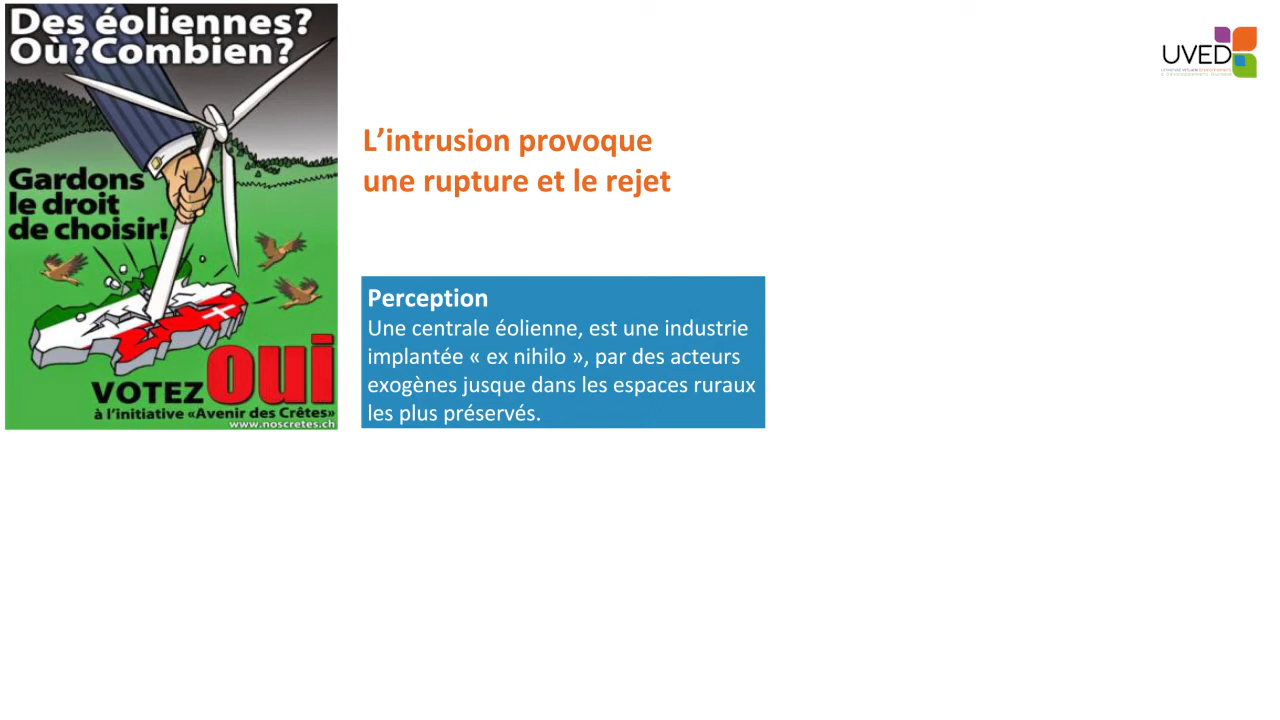 Des éoliennes?
Où?Combien?
Gardons
le droit
de choisir!
VOTEZ oui
à l'initiative «Avenir des Crêtes»
www.noscretes.ch
L’intrusion provoque
une rupture et le rejet
Perception
Une centrale éolienne, est une industrie
implantée « ex nihilo », par des acteurs
exogènes jusque dans les espaces ruraux
les plus préservés.
UVED